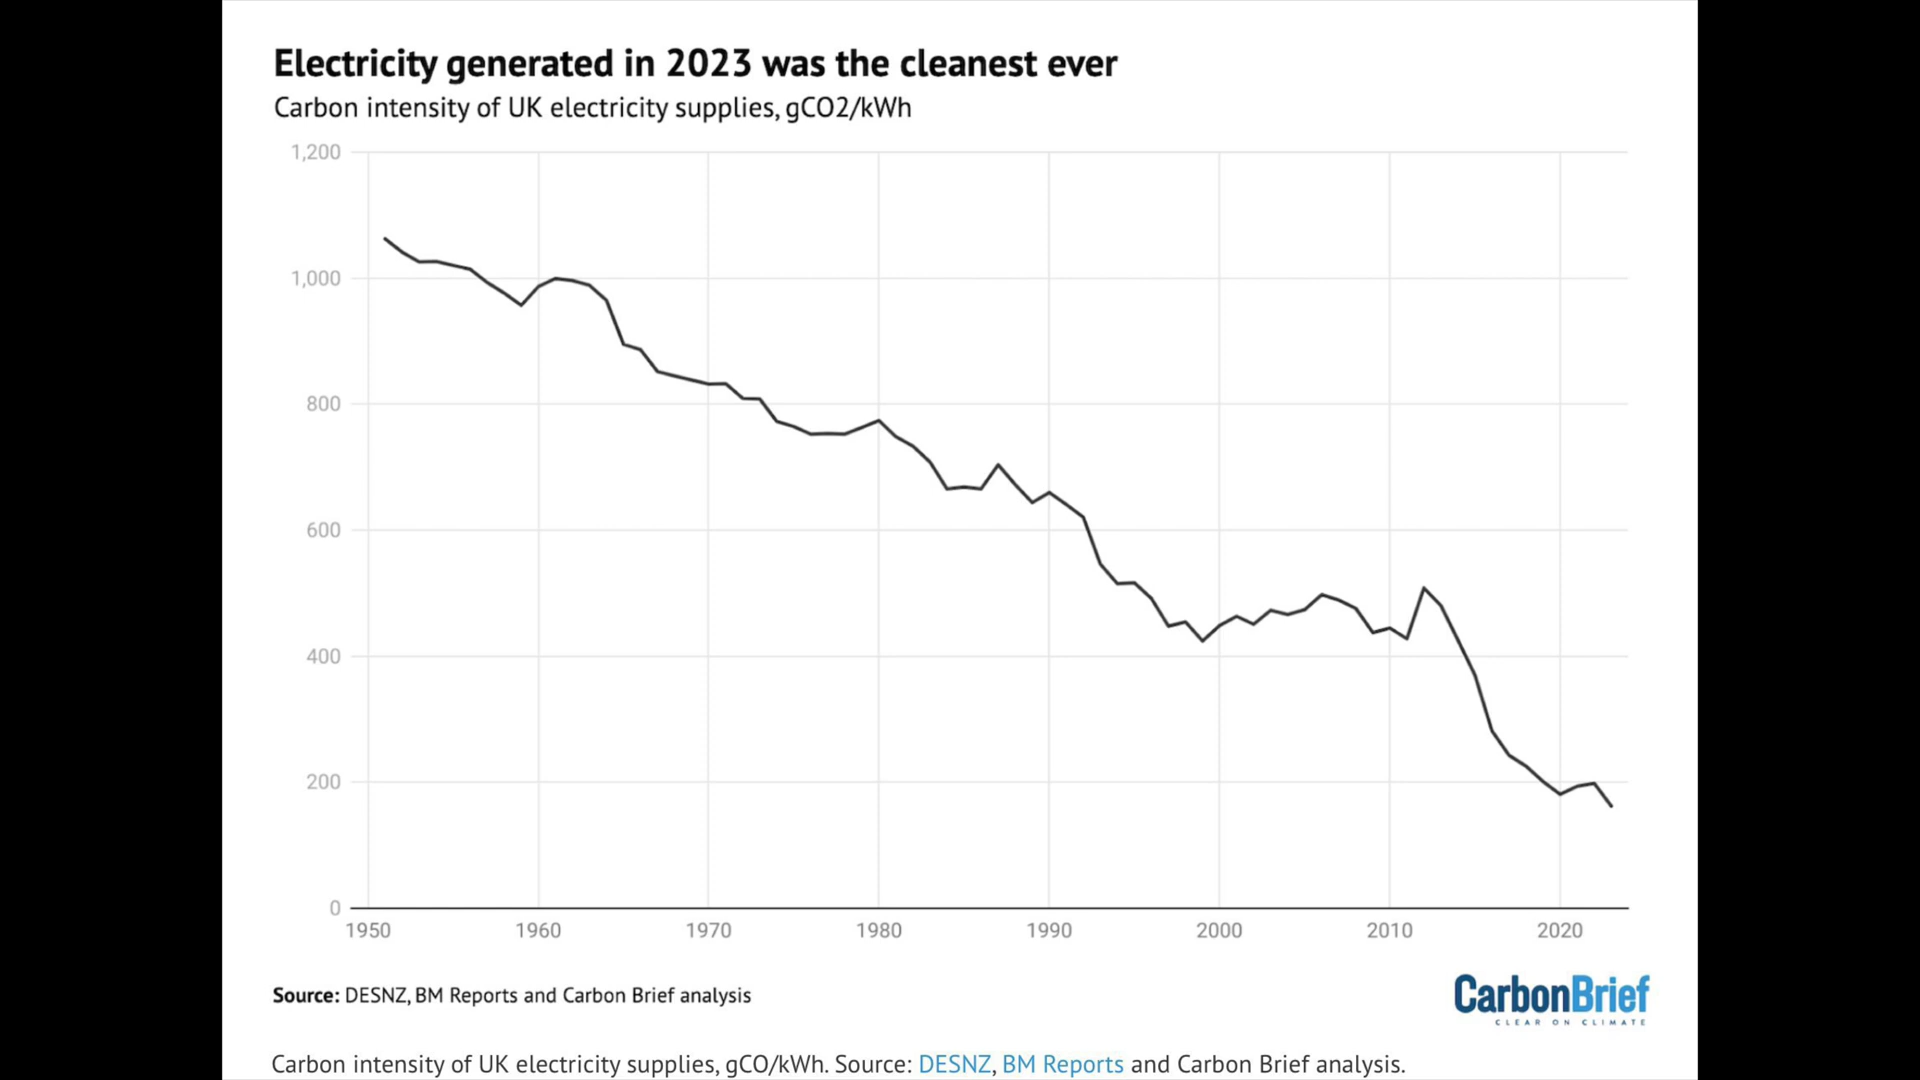 Electricity generated in 2023 was the cleanest ever
Carbon intensity of UK electricity supplies, gCO2/kWh
1,200
1,000
800
600
400
200
0
1950 1960 1970 1980 1990 2000 2010 2020
Source: DESNZ, BM Reports and Carbon Brief analysis
CarbonBrief
CLEAR ON CLIMATE
Carbon intensity of UK electricity supplies, gCO/kWh. Source: DESNZ, BM Reports and Carbon Brief analysis.